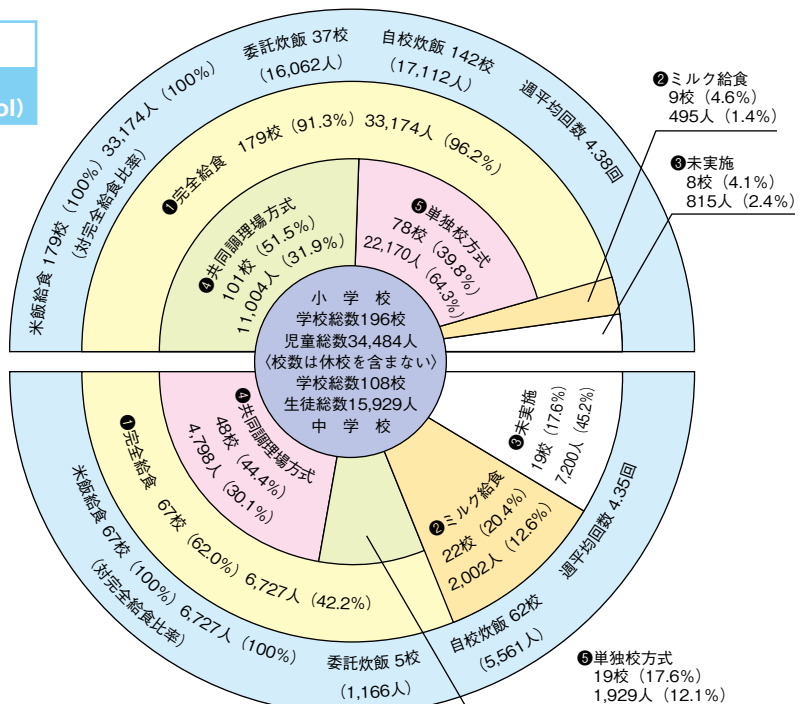 ol)
委託炊飯 37校
(16,062人)
自校炊飯 142校
(17,112人)
週平均回数 4.38回
米飯給食 179校 (100%) 33,174人 (100%)
(対完全給食比率)
❶完全給食 179校 (91.3%) 33,174人 (96.2%)
❷ミルク給食
9校 (4.6%)
495人 (1.4%)
❸未実施
8校 (4.1%)
815人 (2.4%)
❹共同調理場方式
101校 (51.5%)
11,004人 (31.9%)
❺単独校方式
78校 (39.8%)
22,170人 (64.3%)
小学校
学校総数196校
児童総数34,484人
〈校数は休校を含まない〉
学校総数108校
生徒総数15,929人
中学校
❹共同調理場方式
48校 (44.4%)
4,798人 (30.1%)
❶完全給食 67校 (62.0%) 6,727人 (42.2%)
❸未実施
19校 (17.6%)
7,200人 (45.2%)
❷ミルク給食
22校 (20.4%)
2,002人 (12.6%)
米飯給食 67校 (100%) 6,727人 (100%)
(対完全給食比率)
委託炊飯 5校
(1,166人)
自校炊飯 62校
(5,561人)
週平均回数 4.35回
❺単独校方式
19校 (17.6%)
1,929人 (12.1%)